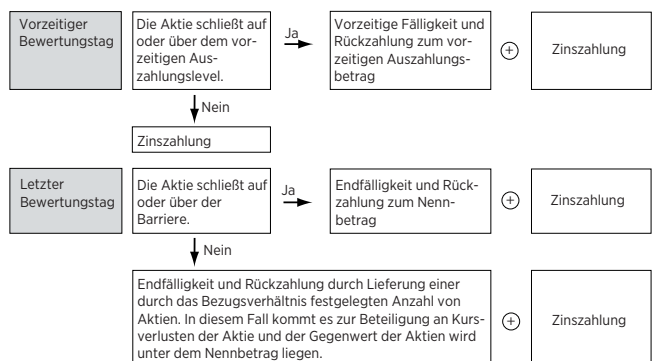 Vorzeitiger
Bewertungstag
Die Aktie schließt auf
oder über dem vor-
zeitigen Aus-
zahlungslevel.
Ja
Vorzeitige Fälligkeit und
Rückzahlung zum vor-
zeitigen Auszahlungs-
betrag
+
Zinszahlung
Nein
Zinszahlung
Letzter
Bewertungstag
Die Aktie schließt auf
oder über der
Barriere.
Ja
Endfälligkeit und Rück-
zahlung zum Nenn-
betrag
+
Zinszahlung
Nein
Endfälligkeit und Rückzahlung durch Lieferung einer
durch das Bezugsverhältnis festgelegten Anzahl von
Aktien. In diesem Fall kommt es zur Beteiligung an Kurs-
verlusten der Aktie und der Gegenwert der Aktien wird
unter dem Nennbetrag liegen.
+
Zinszahlung